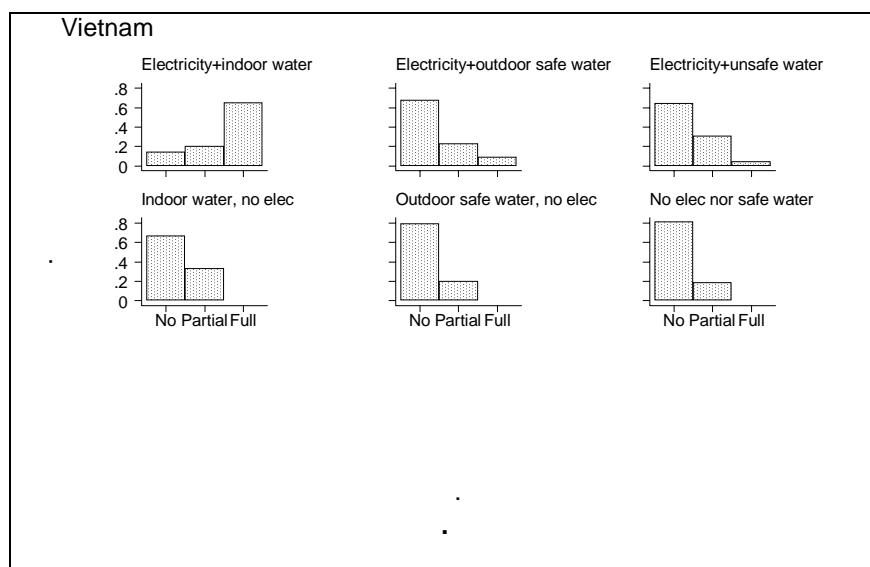 Vietnam
Electricity+indoor water
Electricity+outdoor safe water
Electricity+unsafe water
.8
.6
.4
.2
0
Indoor water, no elec
Outdoor safe water, no elec
No elec nor safe water
.8
.6
.4
.2
0
No Partial Full
No Partial Full
No Partial Full